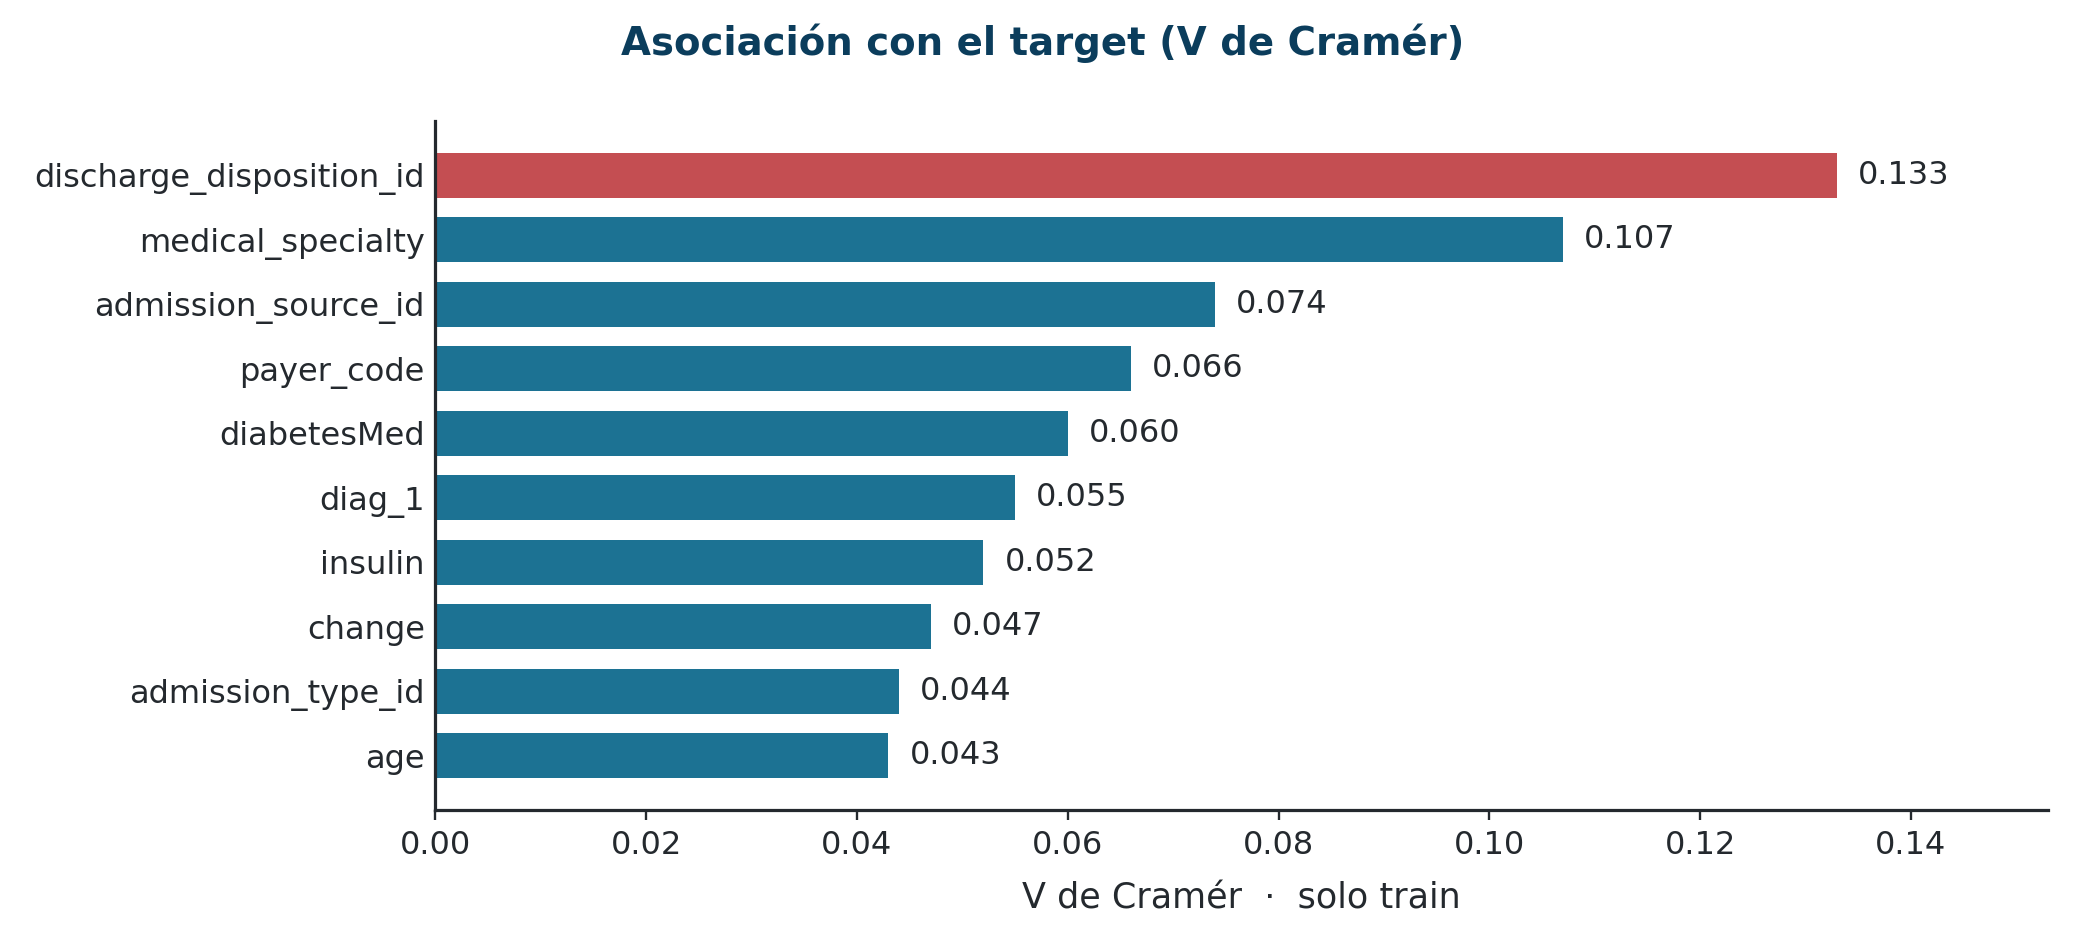 Asociación con el target (V de Cramér)
discharge_disposition_id 0.133
medical_specialty 0.107
admission_source_id 0.074
payer_code 0.066
diabetesMed 0.060
diag_1 0.055
insulin 0.052
change 0.047
admission_type_id 0.044
age 0.043
0.00 0.02 0.04 0.06 0.08 0.10 0.12 0.14
V de Cramér · solo train